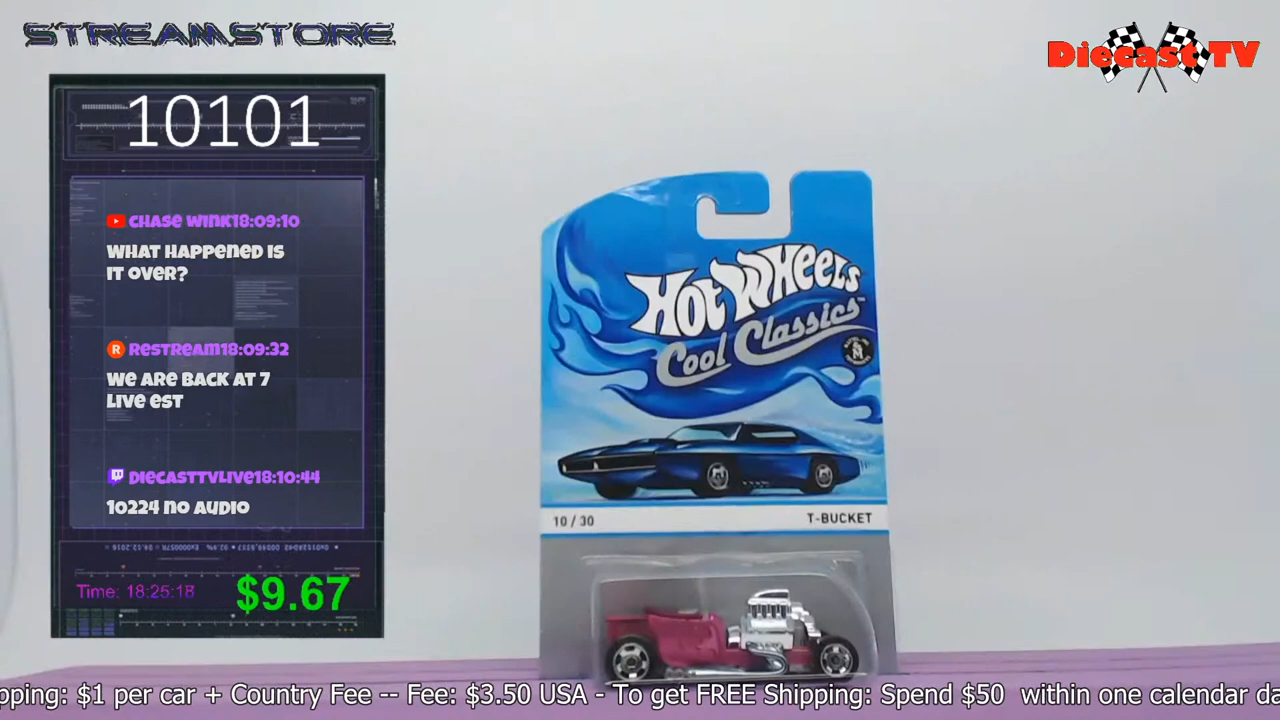 STREAMSTORE
Diecast TV
10101
Chase Wink18:09:10
What happened is
it over?
Restream18:09:32
We are back at 7
live est
DiecastTVLive18:10:44
10224 no audio
Time: 18:25:18
$9.67
Hot Wheels
Cool Classics™
10 / 30
T-BUCKET
pping: $1 per car + Country Fee -- Fee: $3.50 USA - To get FREE Shipping: Spend $50 within one calendar da